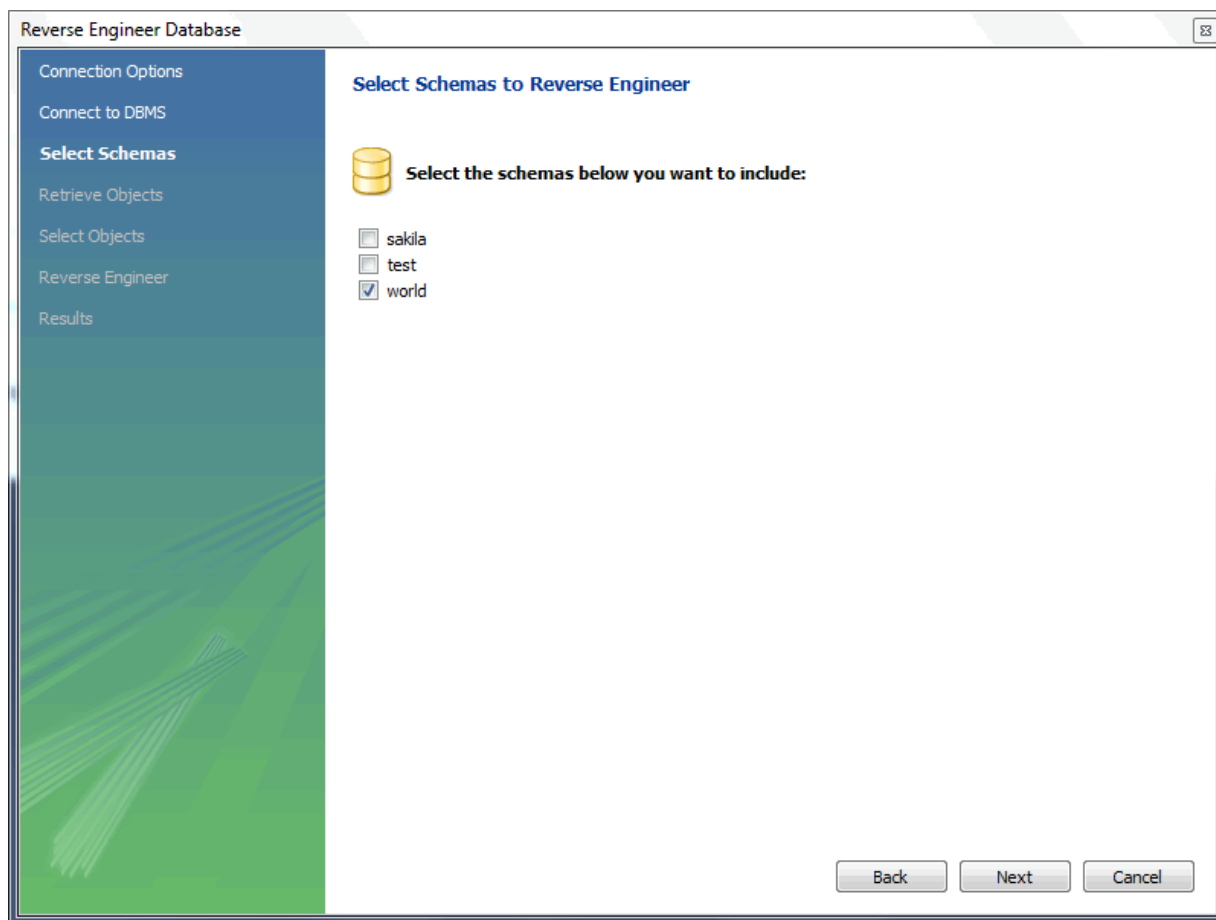 Reverse Engineer Database
Connection Options
Connect to DBMS
Select Schemas
Retrieve Objects
Select Objects
Reverse Engineer
Results
Select Schemas to Reverse Engineer
Select the schemas below you want to include:
sakila
test
world
Back Next Cancel